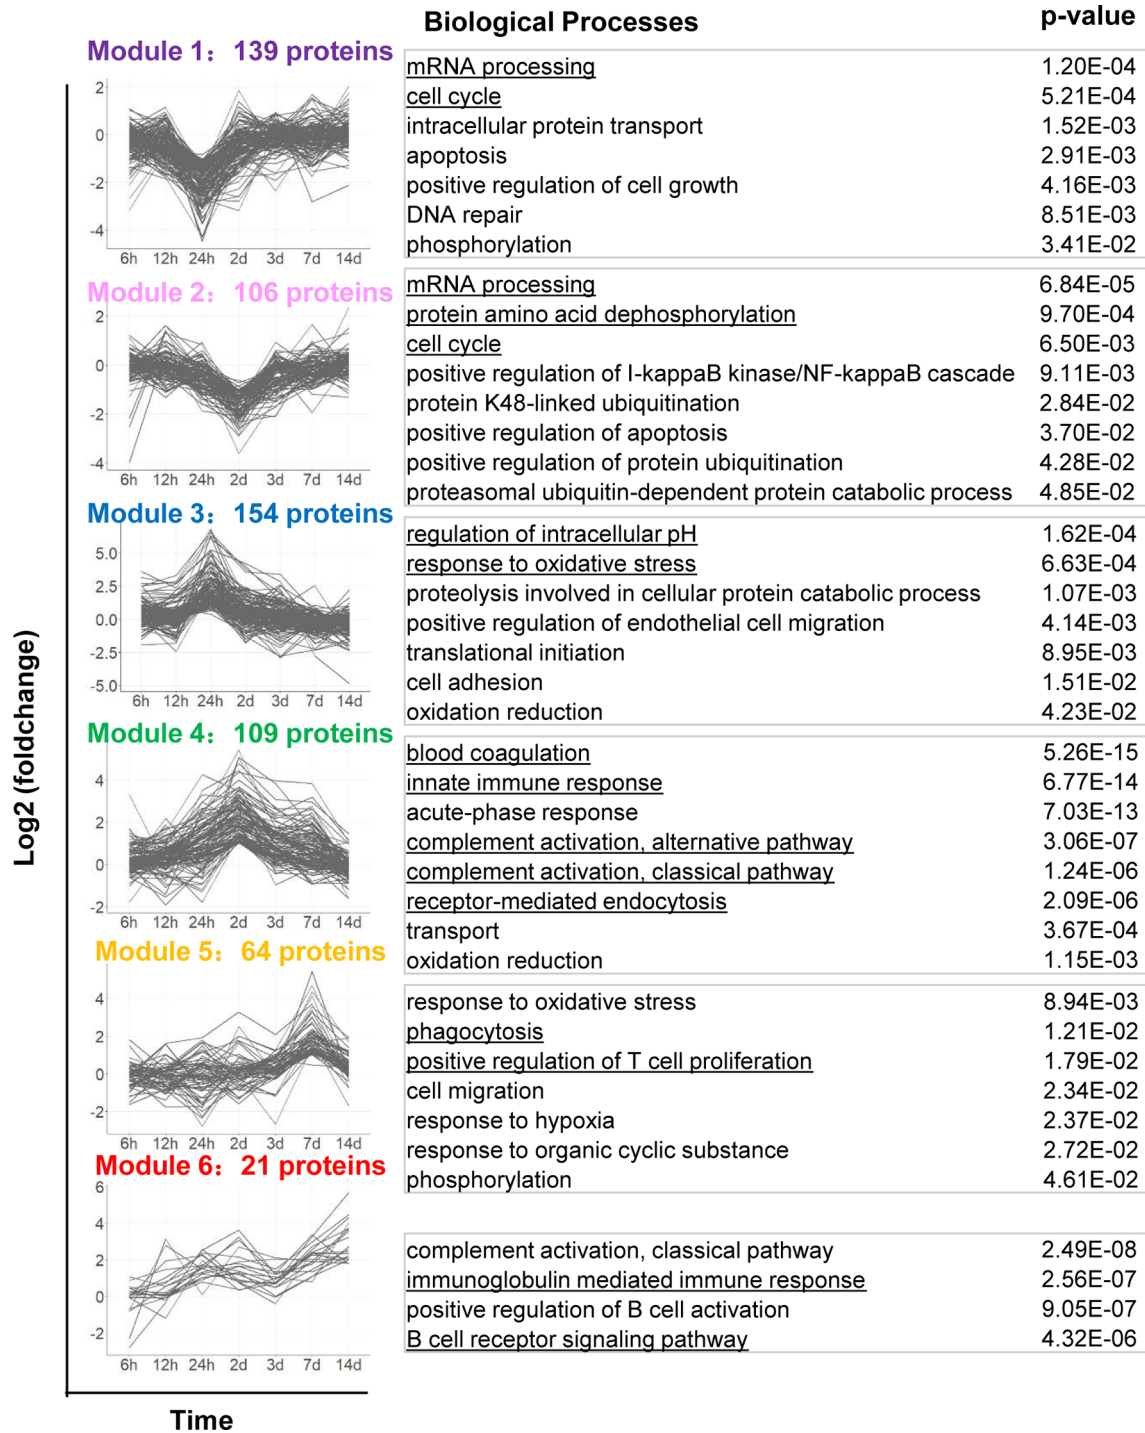 Biological Processes p-value
Module 1: 139 proteins
2
0
-2
-4
6h 12h 24h 2d 3d 7d 14d
mRNA processing 1.20E-04
cell cycle 5.21E-04
intracellular protein transport 1.52E-03
apoptosis 2.91E-03
positive regulation of cell growth 4.16E-03
DNA repair 8.51E-03
phosphorylation 3.41E-02
Module 2: 106 proteins
2
0
-2
-4
6h 12h 24h 2d 3d 7d 14d
mRNA processing 6.84E-05
protein amino acid dephosphorylation 9.70E-04
cell cycle 6.50E-03
positive regulation of I-kappaB kinase/NF-kappaB cascade 9.11E-03
protein K48-linked ubiquitination 2.84E-02
positive regulation of apoptosis 3.70E-02
positive regulation of protein ubiquitination 4.28E-02
proteasomal ubiquitin-dependent protein catabolic process 4.85E-02
Module 3: 154 proteins
5.0
2.5
0.0
-2.5
-5.0
6h 12h 24h 2d 3d 7d 14d
regulation of intracellular pH 1.62E-04
response to oxidative stress 6.63E-04
proteolysis involved in cellular protein catabolic process 1.07E-03
positive regulation of endothelial cell migration 4.14E-03
translational initiation 8.95E-03
cell adhesion 1.51E-02
oxidation reduction 4.23E-02
Module 4: 109 proteins
4
2
0
-2
6h 12h 24h 2d 3d 7d 14d
blood coagulation 5.26E-15
innate immune response 6.77E-14
acute-phase response 7.03E-13
complement activation, alternative pathway 3.06E-07
complement activation, classical pathway 1.24E-06
receptor-mediated endocytosis 2.09E-06
transport 3.67E-04
oxidation reduction 1.15E-03
Module 5: 64 proteins
4
2
0
-2
6h 12h 24h 2d 3d 7d 14d
response to oxidative stress 8.94E-03
phagocytosis 1.21E-02
positive regulation of T cell proliferation 1.79E-02
cell migration 2.34E-02
response to hypoxia 2.37E-02
response to organic cyclic substance 2.72E-02
phosphorylation 4.61E-02
Module 6: 21 proteins
6
4
2
0
-2
6h 12h 24h 2d 3d 7d 14d
complement activation, classical pathway 2.49E-08
immunoglobulin mediated immune response 2.56E-07
positive regulation of B cell activation 9.05E-07
B cell receptor signaling pathway 4.32E-06
Log2 (foldchange)
Time